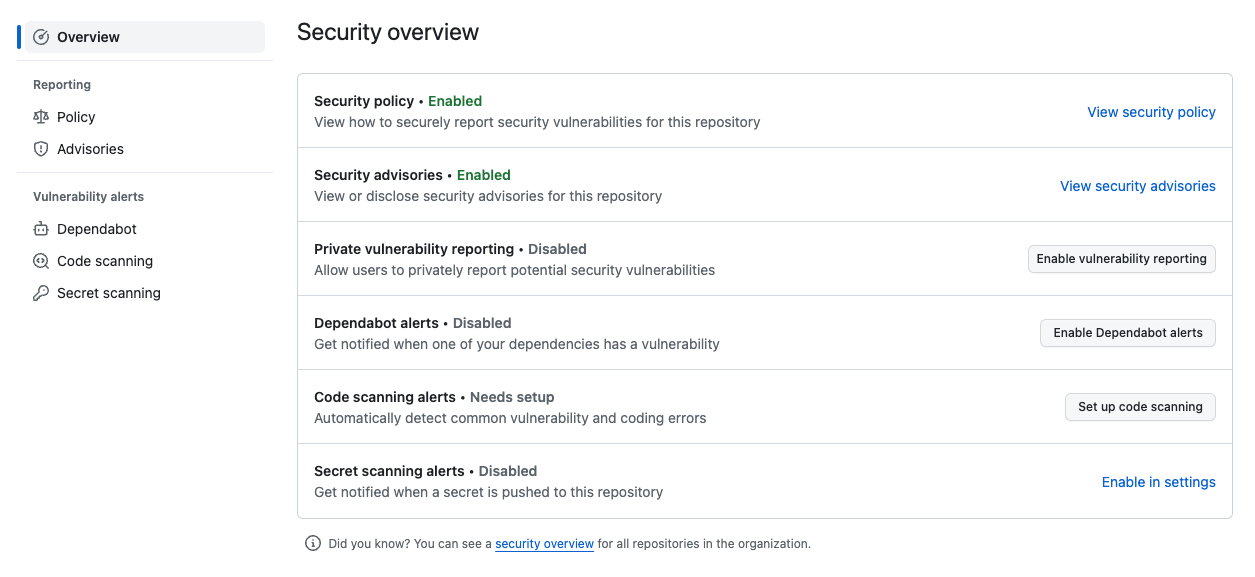 Overview
Reporting
Policy
Advisories
Vulnerability alerts
Dependabot
Code scanning
Secret scanning
Security overview
Security policy • Enabled
View how to securely report security vulnerabilities for this repository
View security policy
Security advisories • Enabled
View or disclose security advisories for this repository
View security advisories
Private vulnerability reporting • Disabled
Allow users to privately report potential security vulnerabilities
Enable vulnerability reporting
Dependabot alerts • Disabled
Get notified when one of your dependencies has a vulnerability
Enable Dependabot alerts
Code scanning alerts • Needs setup
Automatically detect common vulnerability and coding errors
Set up code scanning
Secret scanning alerts • Disabled
Get notified when a secret is pushed to this repository
Enable in settings
Did you know? You can see a security overview for all repositories in the organization.